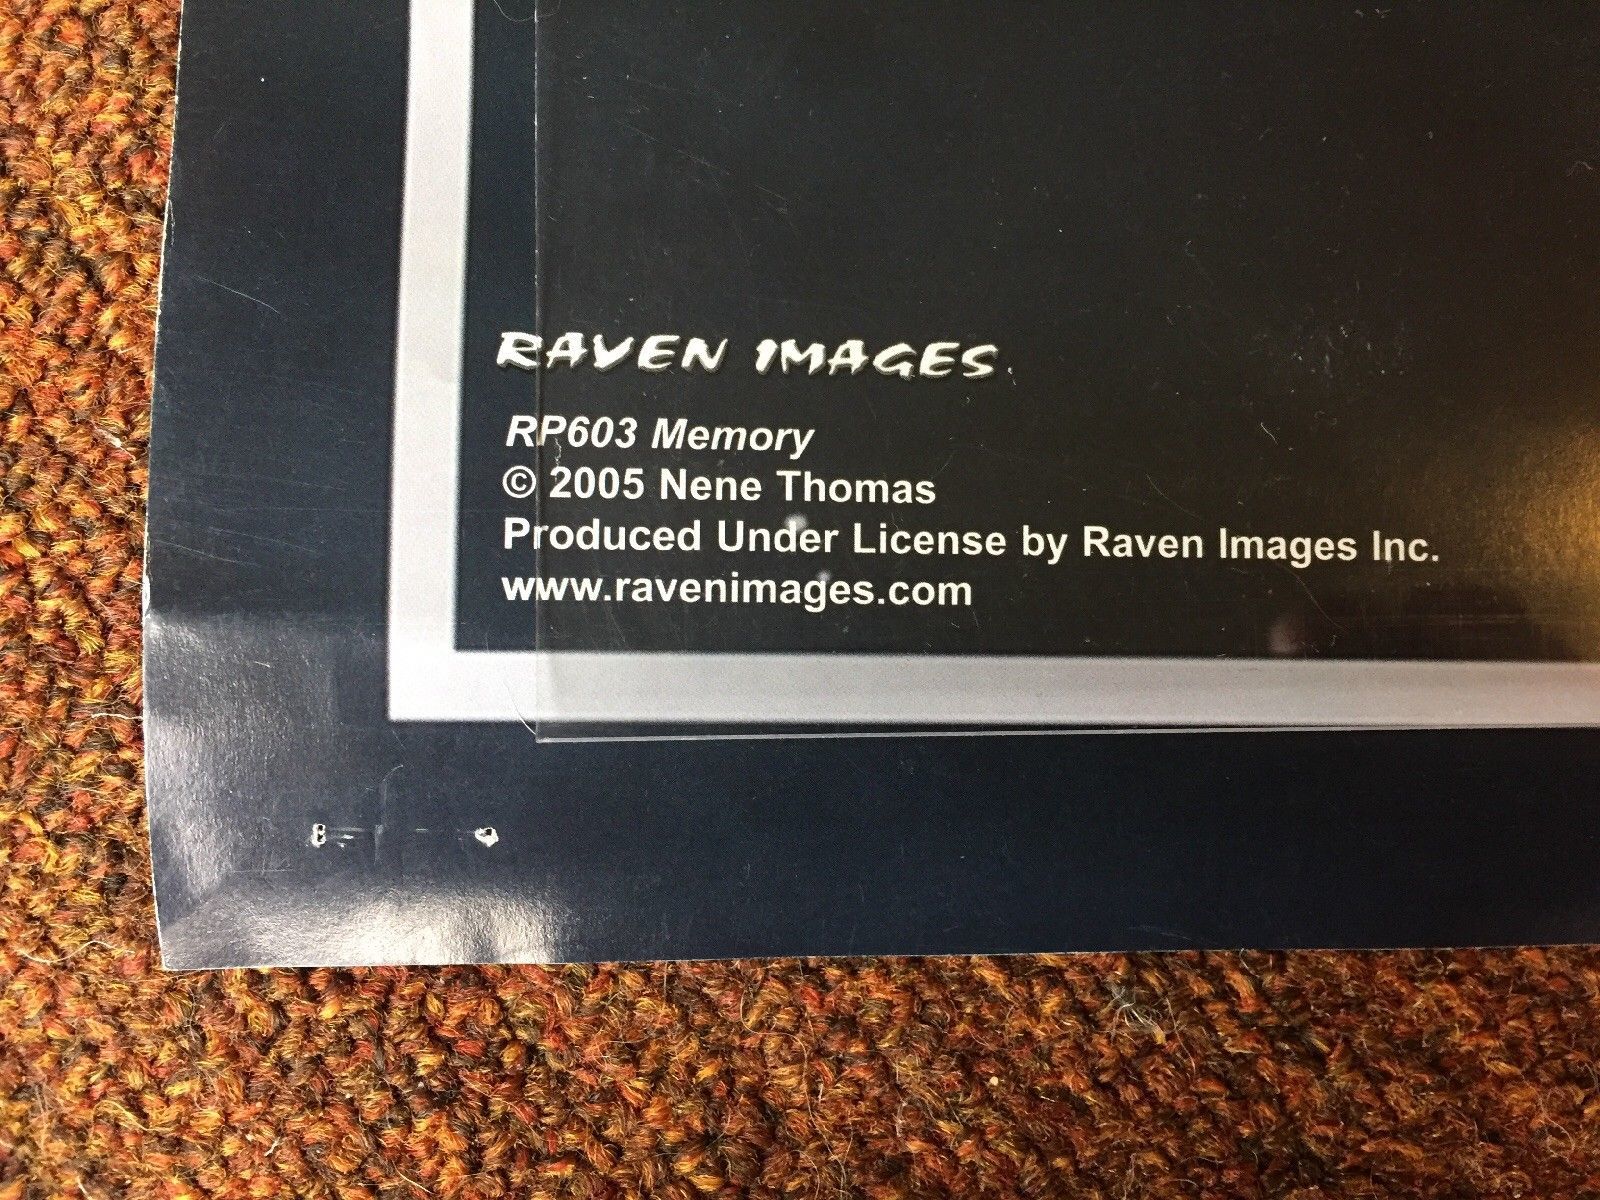 RAVEN IMAGES
RP603 Memory
© 2005 Nene Thomas
Produced Under License by Raven Images Inc.
www.ravenimages.com